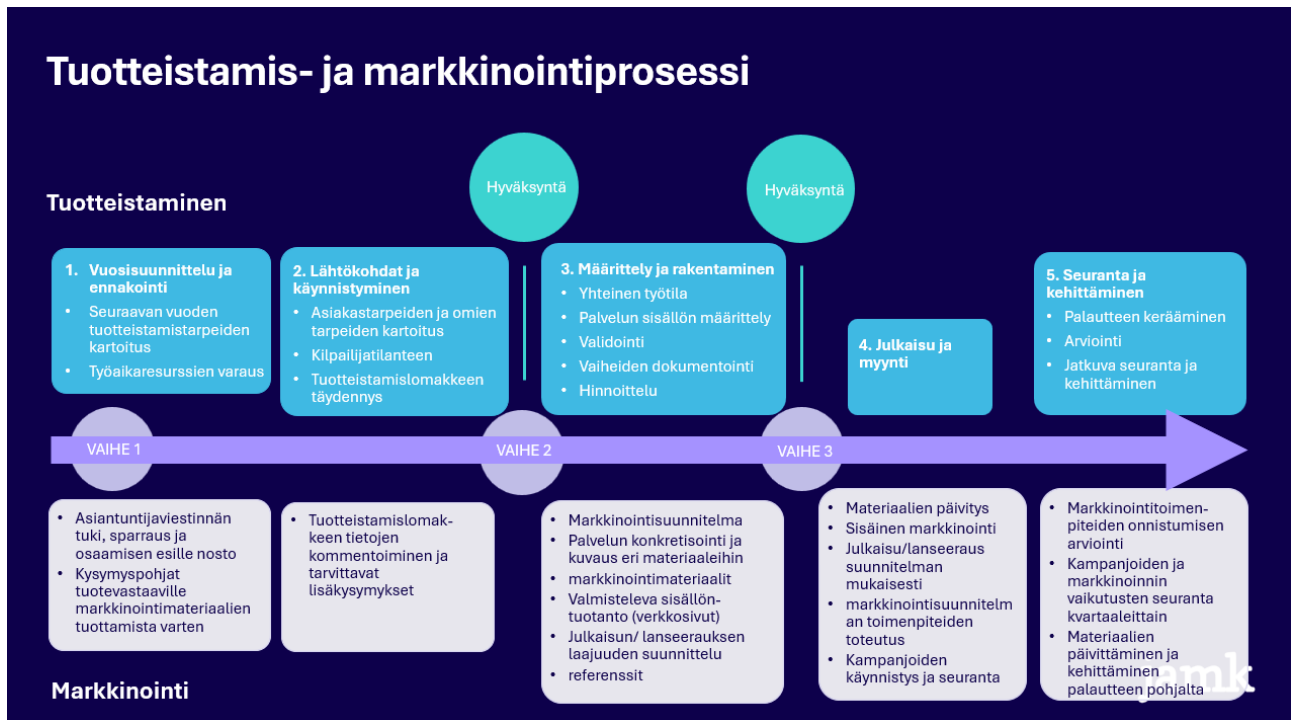 Tuotteistamis- ja markkinointiprosessi
Tuotteistaminen
Hyväksyntä
Hyväksyntä
1. Vuosisuunnittelu ja
ennakointi
• Seuraavan vuoden
tuotteistamistarpeiden
kartoitus
• Työaikaresurssien varaus
2. Lähtökohdat ja
käynnistyminen
• Asiakastarpeiden ja omien
tarpeiden kartoitus
• Kilpailijatilanteen
• Tuotteistamislomakkeen
täydennys
3. Määrittely ja rakentaminen
• Yhteinen työtila
• Palvelun sisällön määrittely
• Validointi
• Vaiheiden dokumentointi
• Hinnoittelu
4. Julkaisu ja
myynti
5. Seuranta ja
kehittäminen
• Palautteen kerääminen
• Arviointi
• Jatkuva seuranta ja
kehittäminen
VAIHE 1
VAIHE 2
VAIHE 3
• Asiantuntijaviestinnän
tuki, sparraus ja
osaamisen esille nosto
• Kysymyspohjat
tuotevastaaville
markkinointimateriaalien
tuottamista varten
• Tuotteistamislomak-
keen tietojen
kommentoiminen ja
tarvittavat
lisäkysymykset
• Markkinointisuunnitelma
• Palvelun konkretisointi ja
kuvaus eri materiaaleihin
• markkinointimateriaalit
• Valmisteleva sisällön-
tuotanto (verkkosivut)
• Julkaisun/ lanseerauksen
laajuuden suunnittelu
• referenssit
• Materiaalien päivitys
• Sisäinen markkinointi
• Julkaisu/lanseeraus
suunnitelman
mukaisesti
• markkinointisuunnitelm
an toimenpiteiden
toteutus
• Kampanjoiden
käynnistys ja seuranta
• Markkinointitoimen-
piteiden onnistumisen
arviointi
• Kampanjoiden ja
markkinoinnin
vaikutusten seuranta
kvartaaleittain
• Materiaalien
päivittäminen ja
kehittäminen
palautteen pohjalta
jamk
Markkinointi